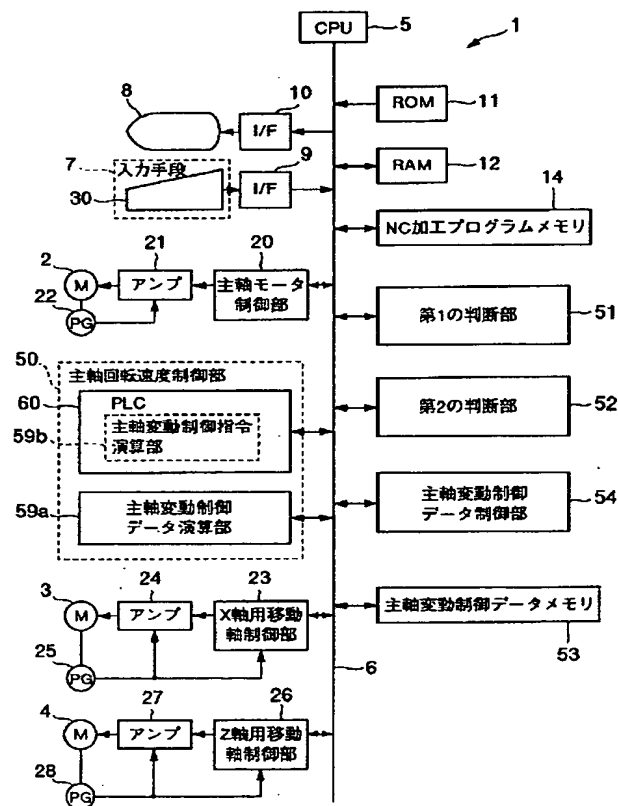 CPU
5
1
8
10
I/F
ROM
11
7
入力手段
30
9
I/F
RAM
12
14
NC加工プログラムメモリ
2
M
22
PG
21
アンプ
20
主軸モータ
制御部
第1の判断部
51
50
主軸回転速度制御部
60
PLC
59b
主軸変動制御指令
演算部
第2の判断部
52
59a
主軸変動制御
データ演算部
主軸変動制御
データ制御部
54
3
M
25
PG
24
アンプ
23
X軸用移動
軸制御部
主軸変動制御データメモリ
53
6
4
M
28
PG
27
アンプ
26
Z軸用移動
軸制御部